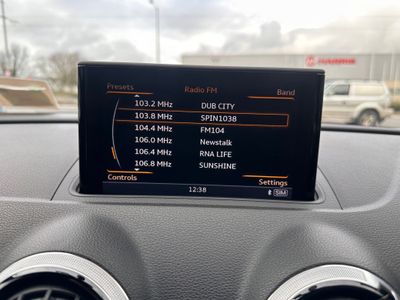 Presets Radio FM Band
103.2 MHz DUB CITY
103.8 MHz SPIN1038
104.4 MHz FM104
106.0 MHz Newstalk
106.4 MHz RNA LIFE
106.8 MHz SUNSHINE
Controls Settings
12:38 SIM